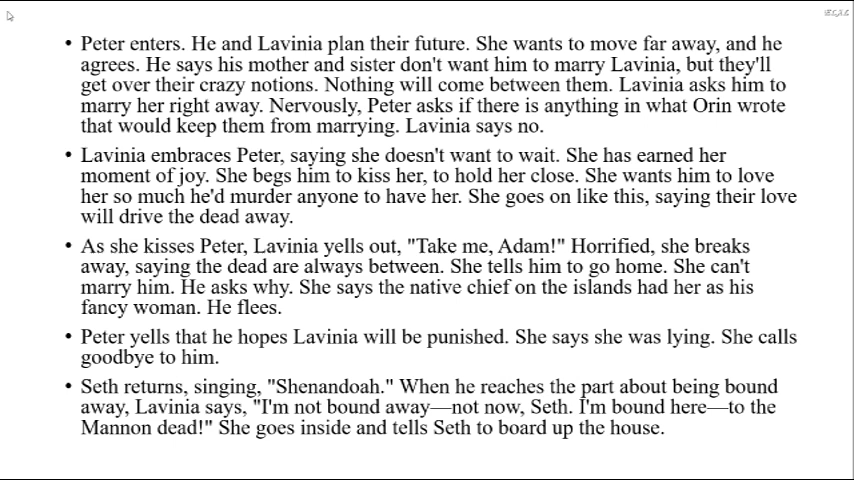 • Peter enters. He and Lavinia plan their future. She wants to move far away, and he
agrees. He says his mother and sister don't want him to marry Lavinia, but they'll
get over their crazy notions. Nothing will come between them. Lavinia asks him to
marry her right away. Nervously, Peter asks if there is anything in what Orin wrote
that would keep them from marrying. Lavinia says no.
• Lavinia embraces Peter, saying she doesn't want to wait. She has earned her
moment of joy. She begs him to kiss her, to hold her close. She wants him to love
her so much he'd murder anyone to have her. She goes on like this, saying their love
will drive the dead away.
• As she kisses Peter, Lavinia yells out, "Take me, Adam!" Horrified, she breaks
away, saying the dead are always between. She tells him to go home. She can't
marry him. He asks why. She says the native chief on the islands had her as his
fancy woman. He flees.
• Peter yells that he hopes Lavinia will be punished. She says she was lying. She calls
goodbye to him.
• Seth returns, singing, "Shenandoah." When he reaches the part about being bound
away, Lavinia says, "I'm not bound away—not now, Seth. I'm bound here—to the
Mannon dead!" She goes inside and tells Seth to board up the house.